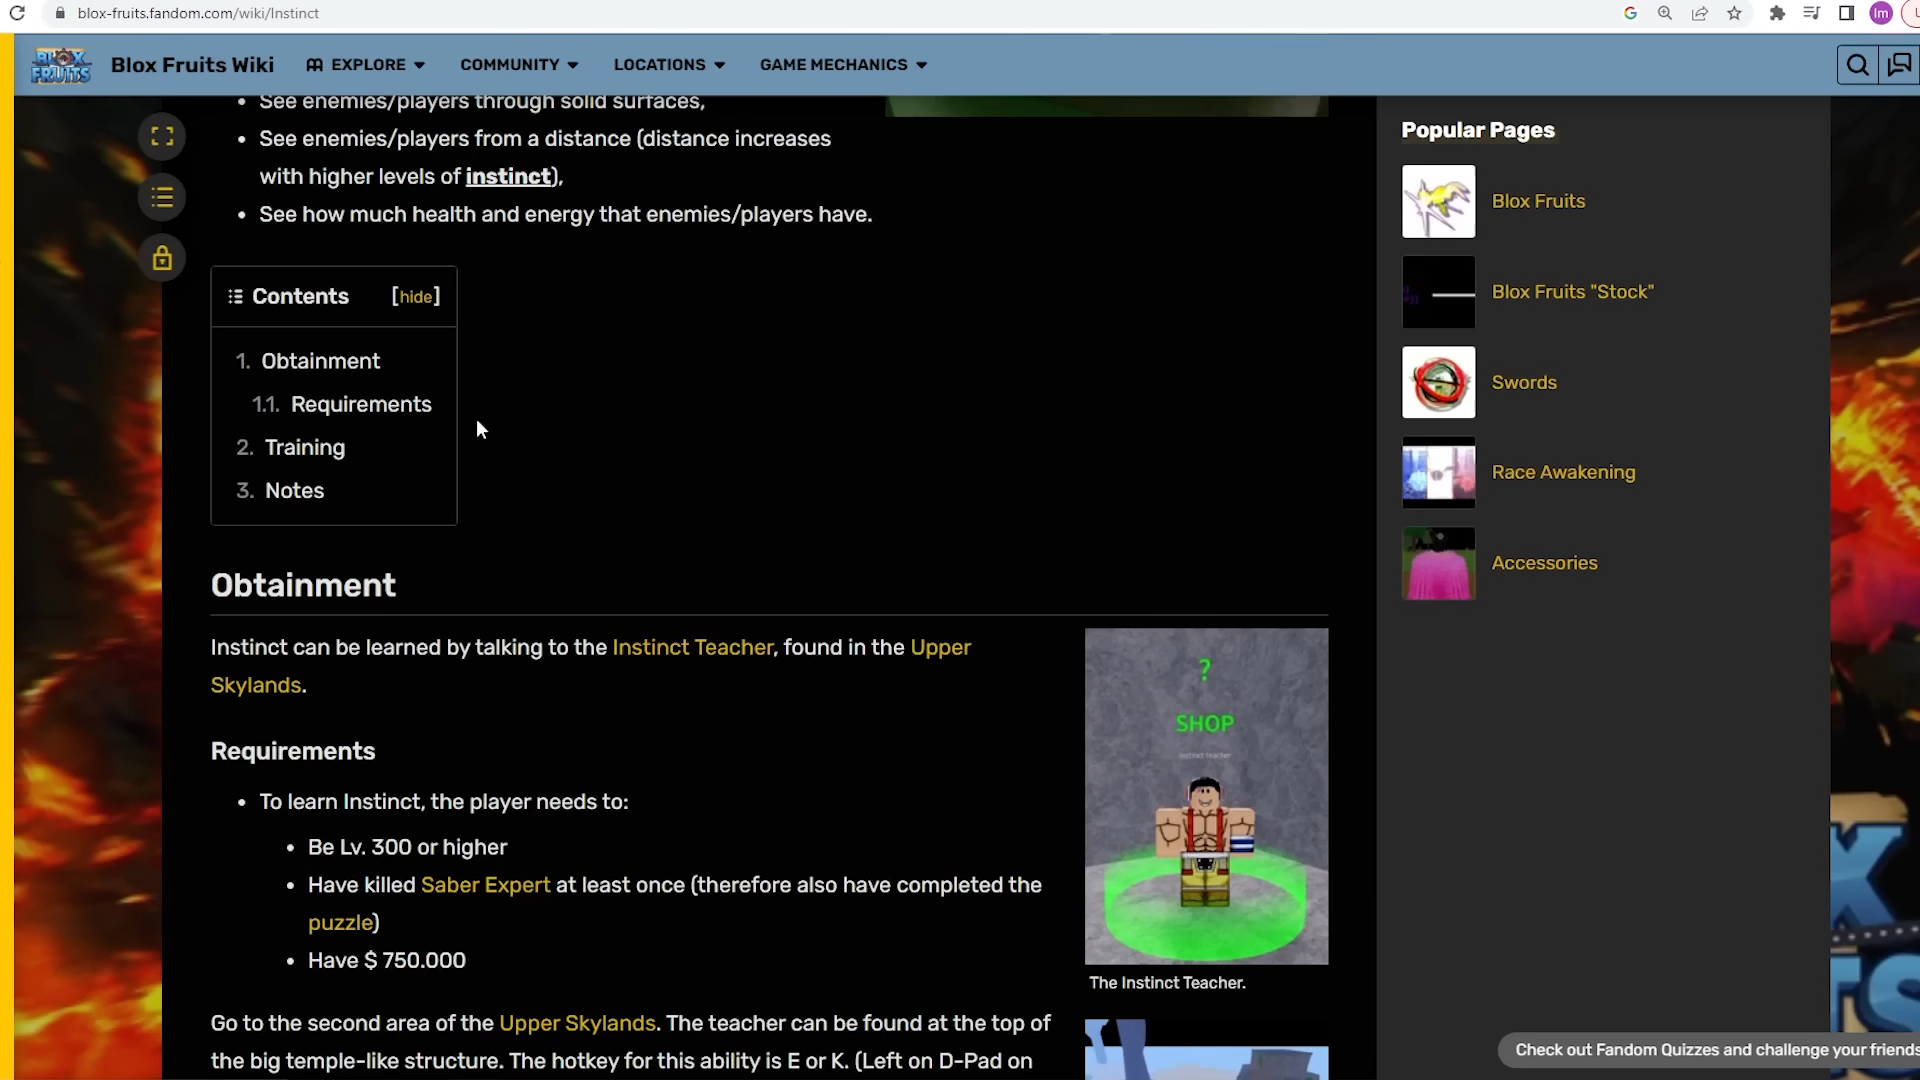 blox-fruits.fandom.com/wiki/Instinct
Im
BLOX
FRUITS
Blox Fruits Wiki
EXPLORE
COMMUNITY
LOCATIONS
GAME MECHANICS
• See enemies/players through solid surfaces,
• See enemies/players from a distance (distance increases
with higher levels of instinct),
• See how much health and energy that enemies/players have.
Contents [hide]
1. Obtainment
1.1. Requirements
2. Training
3. Notes
Obtainment
Instinct can be learned by talking to the Instinct Teacher, found in the Upper
Skylands.
Requirements
• To learn Instinct, the player needs to:
• Be Lv. 300 or higher
• Have killed Saber Expert at least once (therefore also have completed the
puzzle)
• Have $ 750.000
Go to the second area of the Upper Skylands. The teacher can be found at the top of
the big temple-like structure. The hotkey for this ability is E or K. (Left on D-Pad on
?
SHOP
Instinct Teacher
The Instinct Teacher.
Popular Pages
Blox Fruits
Blox Fruits "Stock"
Swords
Race Awakening
Accessories
Check out Fandom Quizzes and challenge your friends